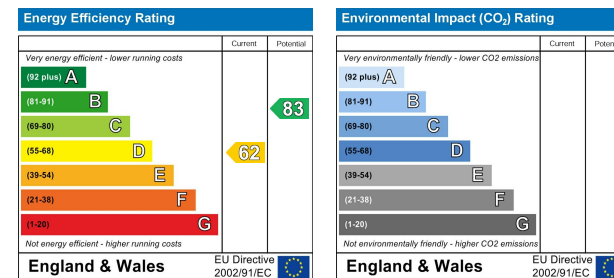 Energy Efficiency Rating
Current Potential
Very energy efficient - lower running costs
(92 plus) A
(81-91) B
(69-80) C
(55-68) D
(39-54) E
(21-38) F
(1-20) G
83
62
Not energy efficient - higher running costs
England & Wales
EU Directive
2002/91/EC
Environmental Impact (CO₂) Rating
Current Poten
Very environmentally friendly - lower CO2 emissions
(92 plus) A
(81-91) B
(69-80) C
(55-68) D
(39-54) E
(21-38) F
(1-20) G
Not environmentally friendly - higher CO2 emissions
England & Wales
EU Directive
2002/91/EC